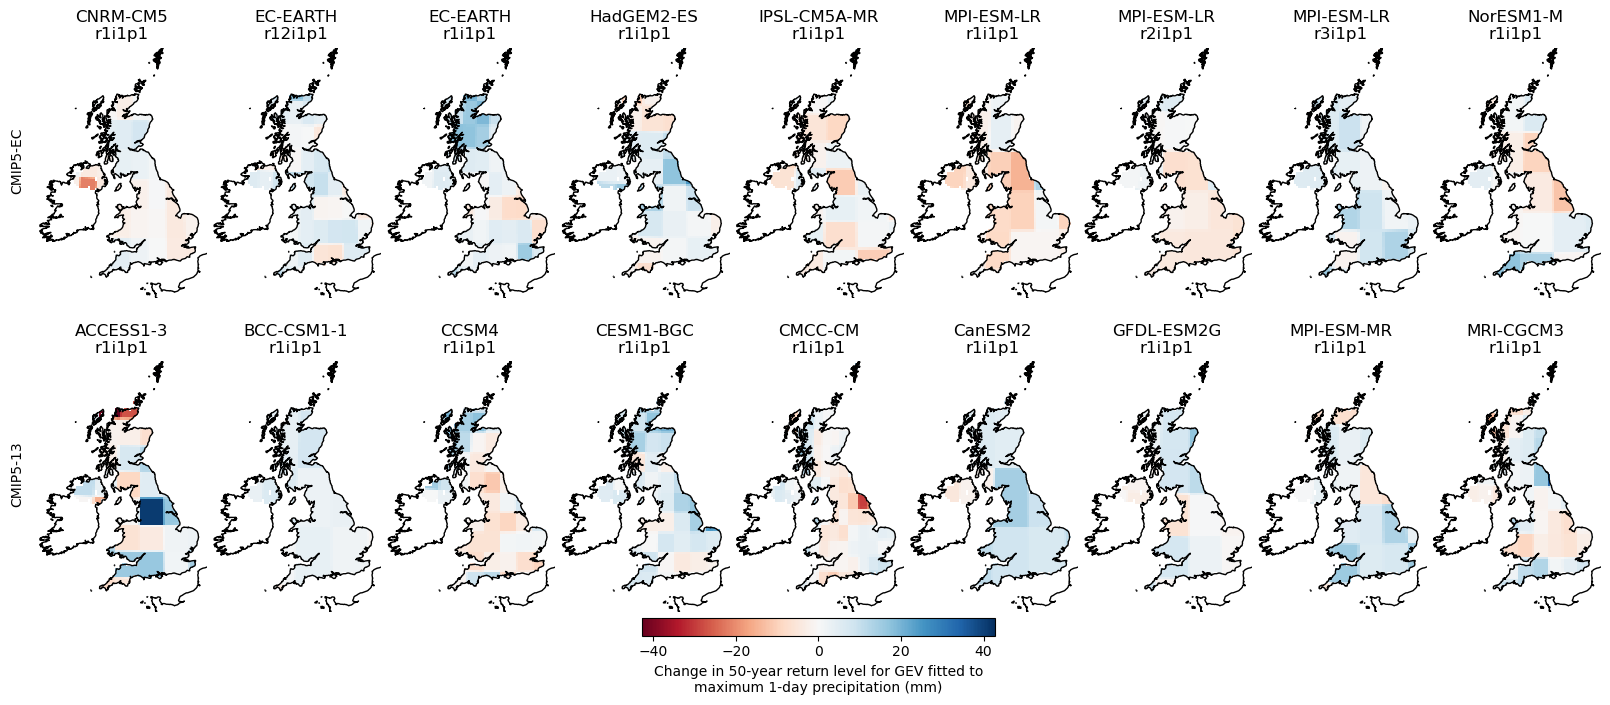 CNRM-CM5
r1i1p1
EC-EARTH
r12i1p1
EC-EARTH
r1i1p1
HadGEM2-ES
r1i1p1
IPSL-CM5A-MR
r1i1p1
MPI-ESM-LR
r1i1p1
MPI-ESM-LR
r2i1p1
MPI-ESM-LR
r3i1p1
NorESM1-M
r1i1p1
CMIP5-EC
ACCESS1-3
r1i1p1
BCC-CSM1-1
r1i1p1
CCSM4
r1i1p1
CESM1-BGC
r1i1p1
CMCC-CM
r1i1p1
CanESM2
r1i1p1
GFDL-ESM2G
r1i1p1
MPI-ESM-MR
r1i1p1
MRI-CGCM3
r1i1p1
CMIP5-13
−40 −20 0 20 40
Change in 50-year return level for GEV fitted to
maximum 1-day precipitation (mm)